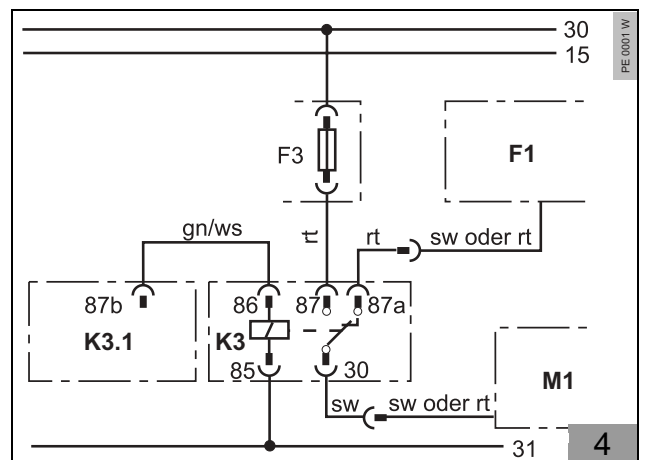 30
15
PE 0001 W
F3
F1
gn/ws
rt
rt
sw oder rt
87b
86
87
87a
K3.1
K3
85
30
M1
sw
sw oder rt
31
4